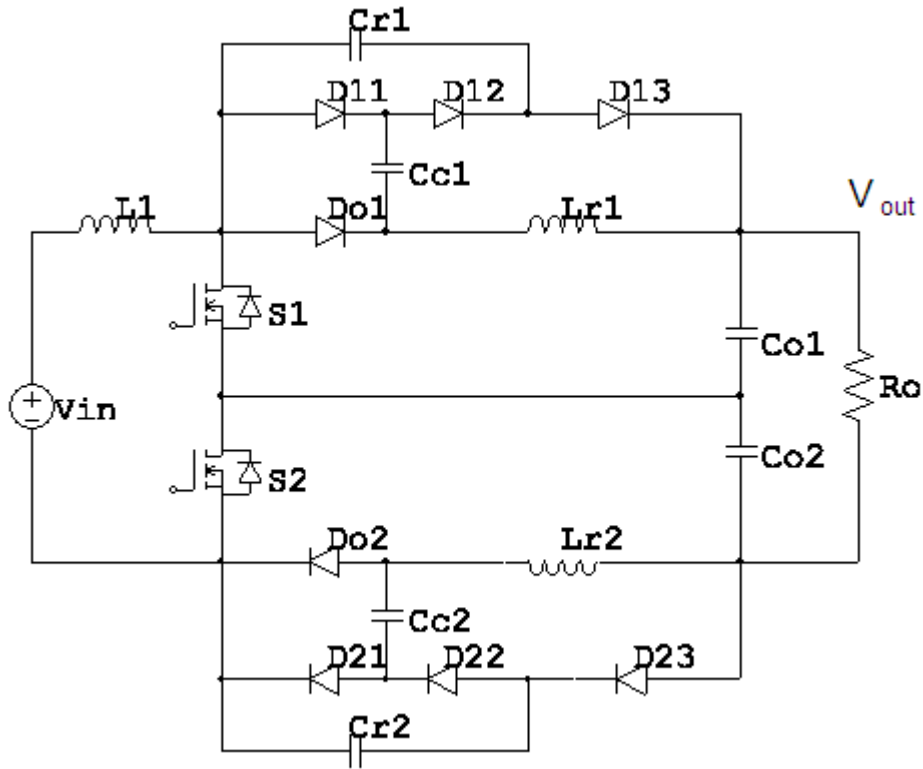 Cr1
D11 D12 D13
Cc1
L1 Do1 Lr1 V out
S1
Co1
Vin Ro
S2 Co2
Do2 Lr2
Cc2
D21 D22 D23
Cr2